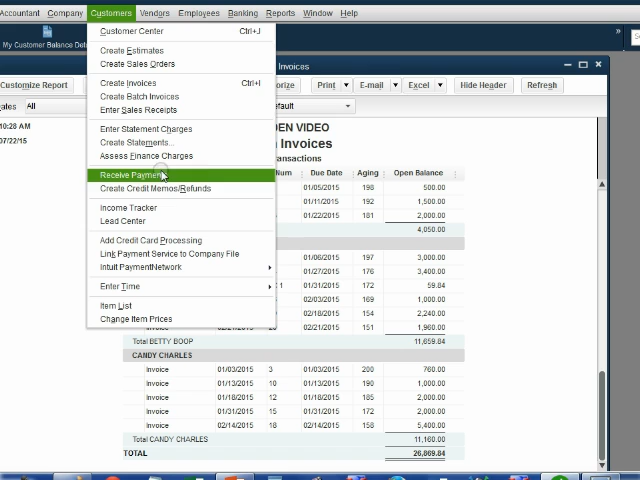 Accountant Company Customers Vendors Employees Banking Reports Window Help
My Customer Balance
Invoices
Customize Report Print E-mail Excel Hide Header Refresh
All
10:28 AM
07/22/15
Customer Center Ctrl+J
Create Estimates
Create Sales Orders
Create Invoices Ctrl+I
Create Batch Invoices
Enter Sales Receipts
Enter Statement Charges
Create Statements...
Assess Finance Charges
Receive Payments
Create Credit Memos/Refunds
Income Tracker
Lead Center
Add Credit Card Processing
Link Payment Service to Company File
Intuit PaymentNetwork
Enter Time
Item List
Change Item Prices
DEN VIDEO
Invoices
Num Due Date Aging Open Balance
01/05/2015 198 500.00
01/11/2015 192 1,500.00
01/22/2015 181 2,000.00
4,050.00
01/06/2015 197 3,000.00
01/27/2015 176 3,400.00
1 01/31/2015 172 59.84
02/03/2015 169 1,000.00
02/18/2015 154 2,240.00
Invoice 02/21/2015 151 1,960.00
Total BETTY BOOP 11,659.84
CANDY CHARLES
Invoice 01/03/2015 3 01/03/2015 200 760.00
Invoice 01/13/2015 10 01/13/2015 190 1,000.00
Invoice 01/18/2015 12 01/18/2015 185 2,000.00
Invoice 01/31/2015 15 01/31/2015 172 2,000.00
Invoice 02/14/2015 18 02/14/2015 158 5,400.00
Total CANDY CHARLES 11,160.00
TOTAL 26,869.84